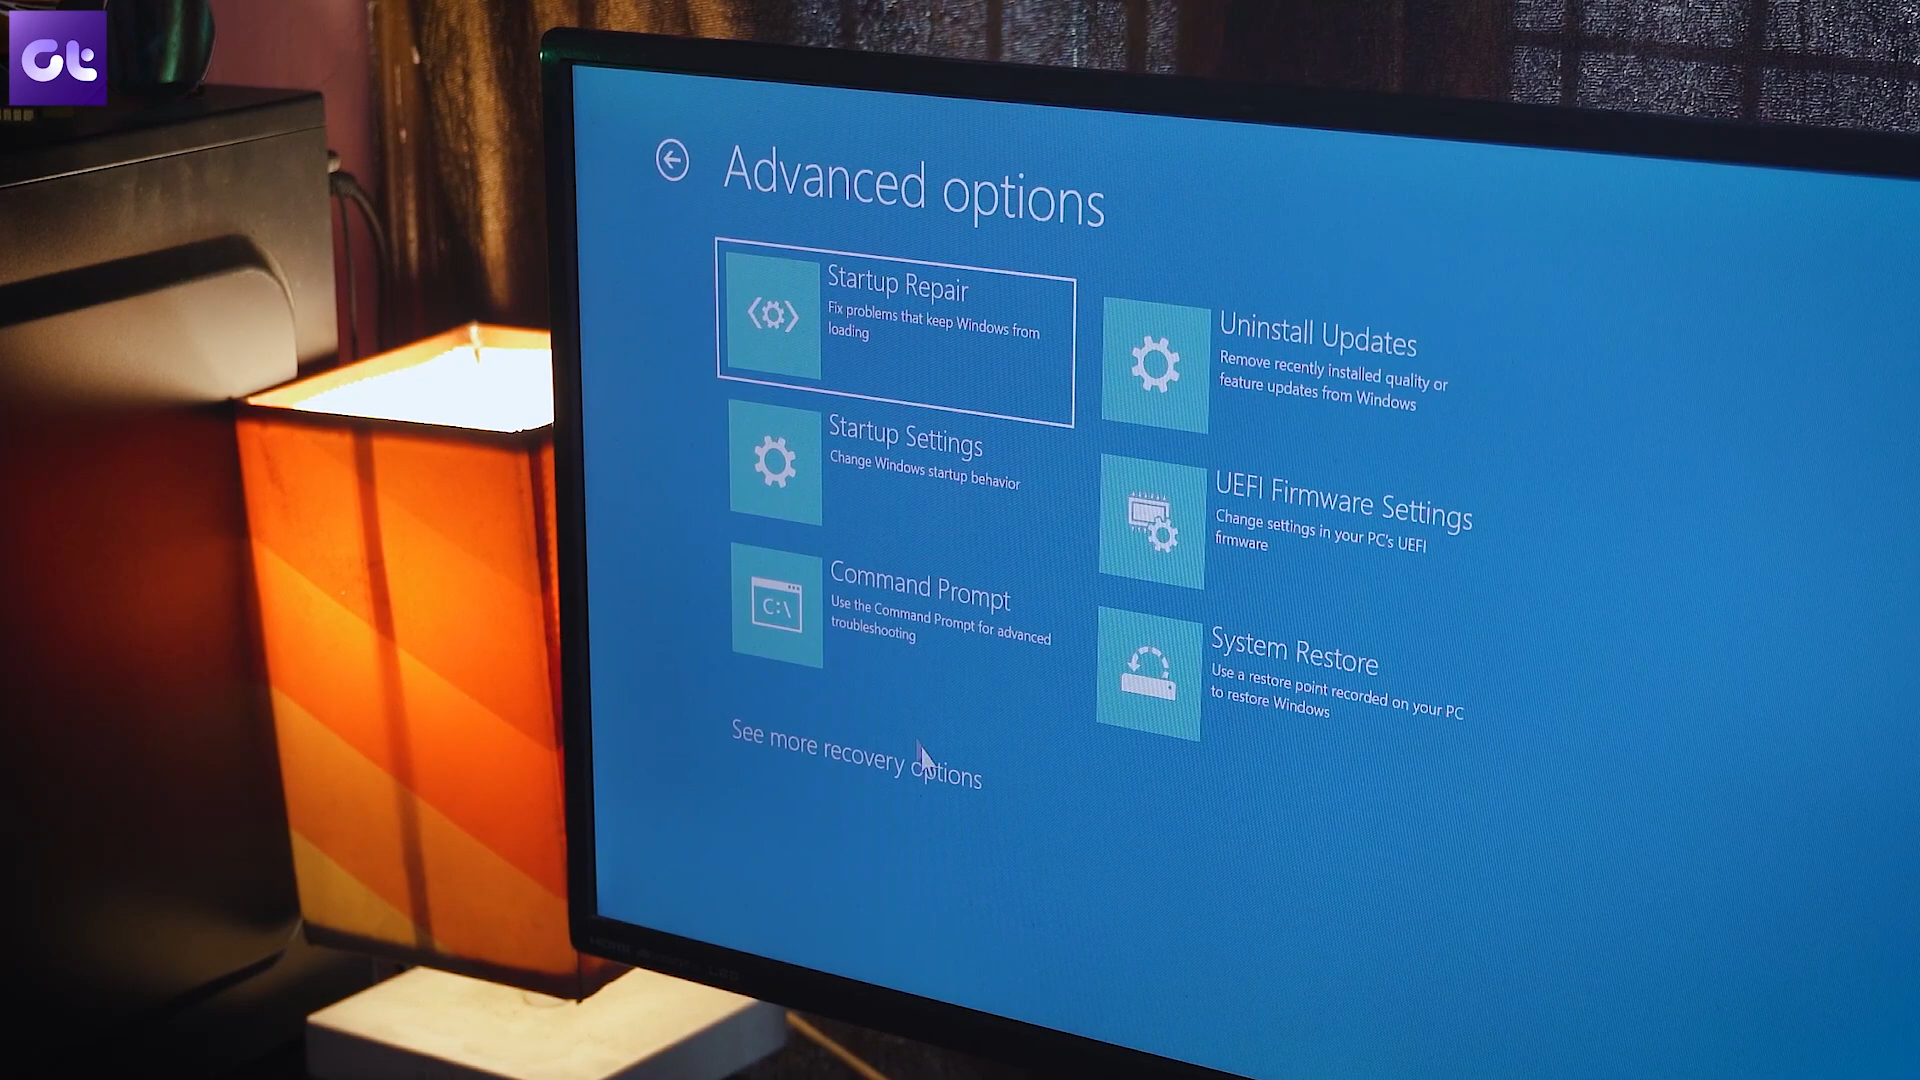 Gt
Advanced options
Startup Repair
Fix problems that keep Windows from
loading
Startup Settings
Change Windows startup behavior
C:\
Command Prompt
Use the Command Prompt for advanced
troubleshooting
See more recovery options
Uninstall Updates
Remove recently installed quality or
feature updates from Windows
UEFI Firmware Settings
Change settings in your PC's UEFI
firmware
System Restore
Use a restore point recorded on your PC
to restore Windows